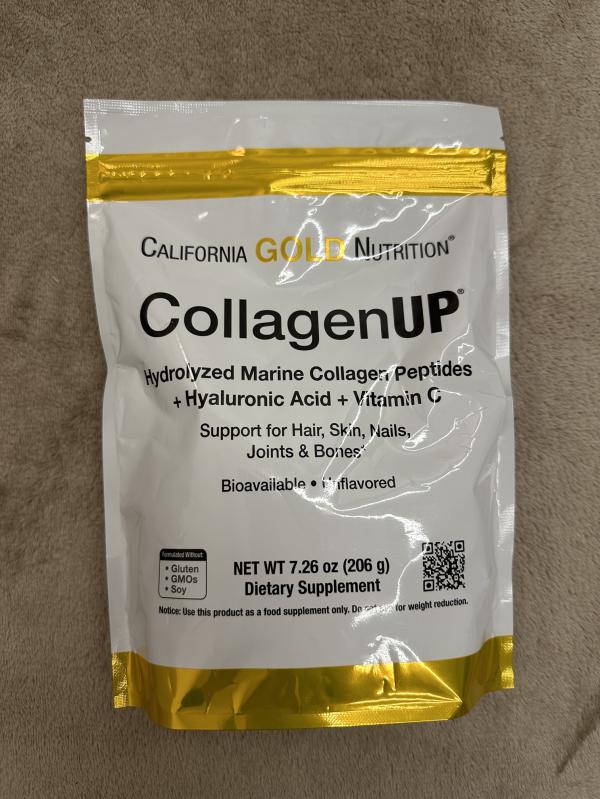 CALIFORNIA GOLD NUTRITION®
CollagenUP®
Hydrolyzed Marine Collagen Peptides
+ Hyaluronic Acid + Vitamin C
Support for Hair, Skin, Nails,
Joints & Bones*
Bioavailable • Unflavored
Formulated Without:
• Gluten
• GMOs
• Soy
NET WT 7.26 oz (206 g)
Dietary Supplement
Notice: Use this product as a food supplement only. Do for weight reduction.